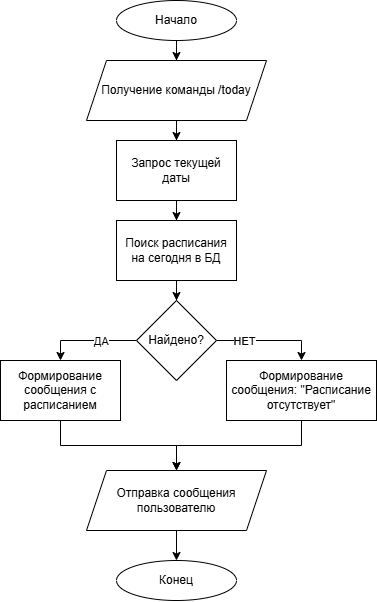 Начало
Получение команды /today
Запрос текущей
даты
Поиск расписания
на сегодня в БД
Найдено?
ДА
НЕТ
Формирование
сообщения с
расписанием
Формирование
сообщения: "Расписание
отсутствует"
Отправка сообщения
пользователю
Конец